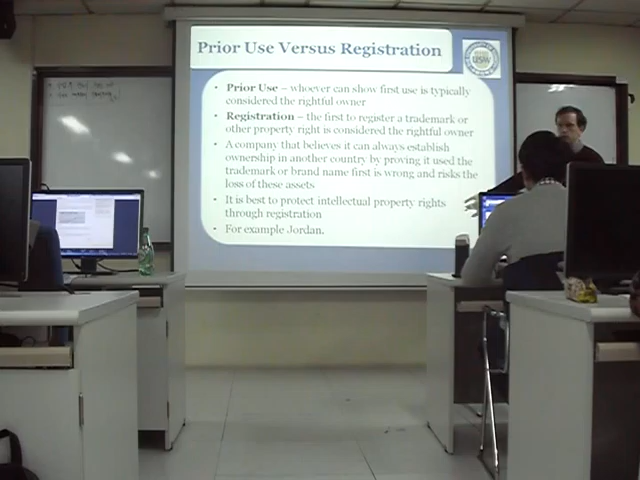 Prior Use Versus Registration
• Prior Use – whoever can show first use is typically
considered the rightful owner
• Registration – the first to register a trademark or
other property right is considered the rightful owner
• A company that believes it can always establish
ownership in another country by proving it used the
trademark or brand name first is wrong and risks the
loss of these assets
• It is best to protect intellectual property rights
through registration
• For example Jordan.